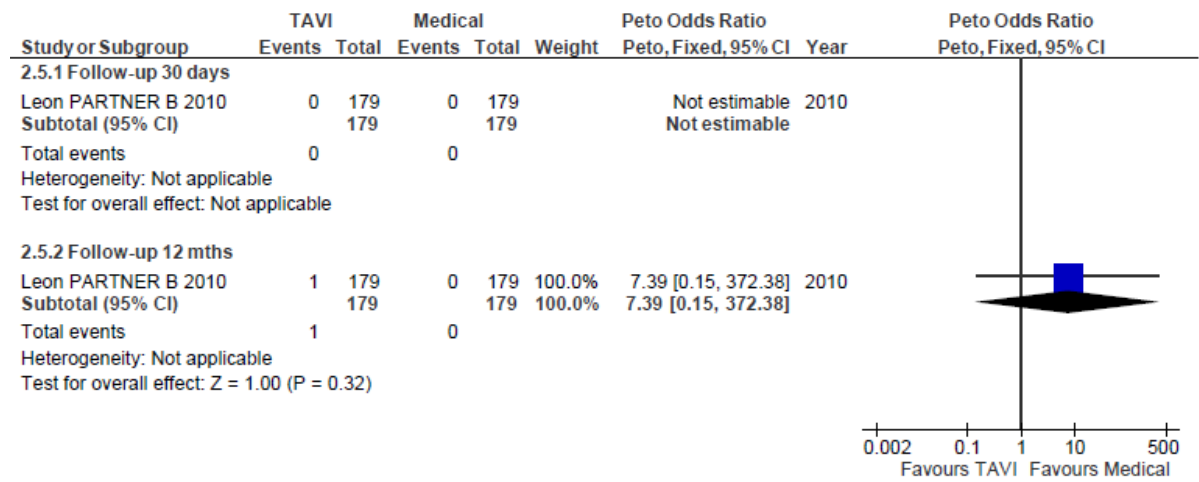 TAVI Medical Peto Odds Ratio Peto Odds Ratio
Study or Subgroup Events Total Events Total Weight Peto, Fixed, 95% CI Year Peto, Fixed, 95% CI
2.5.1 Follow-up 30 days
Leon PARTNER B 2010 0 179 0 179 Not estimable 2010
Subtotal (95% CI) 179 179 Not estimable
Total events 0 0
Heterogeneity: Not applicable
Test for overall effect: Not applicable
2.5.2 Follow-up 12 mths
Leon PARTNER B 2010 1 179 0 179 100.0% 7.39 [0.15, 372.38] 2010
Subtotal (95% CI) 179 179 100.0% 7.39 [0.15, 372.38]
Total events 1 0
Heterogeneity: Not applicable
Test for overall effect: Z = 1.00 (P = 0.32)
0.002 0.1 1 10 500
Favours TAVI Favours Medical